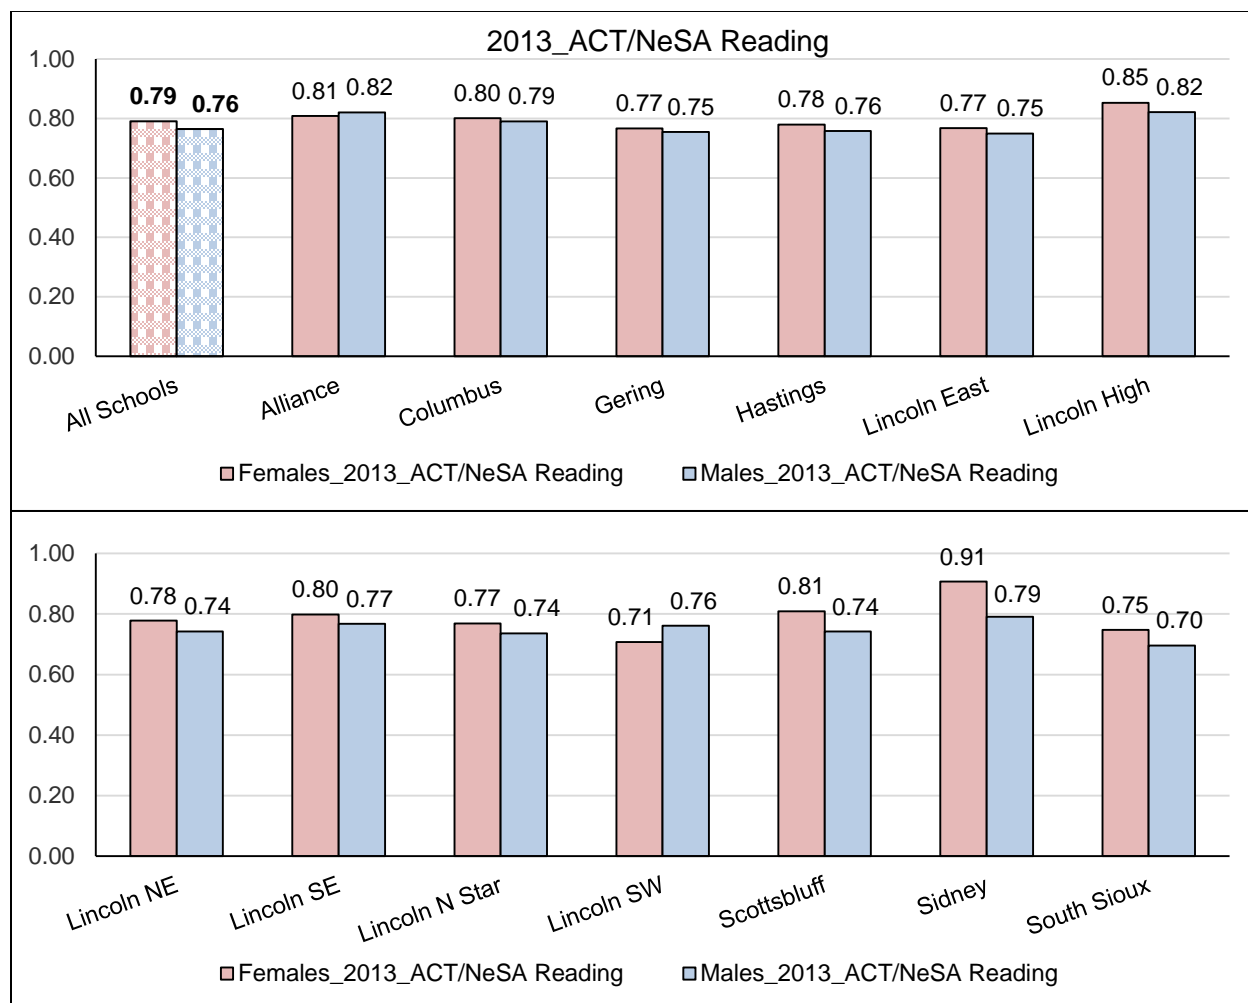 2013_ACT/NeSA Reading
1.00
0.80
0.60
0.40
0.20
0.00
0.79 0.76 0.81 0.82 0.80 0.79 0.77 0.75 0.78 0.76 0.77 0.75 0.85 0.82
All Schools Alliance Columbus Gering Hastings Lincoln East Lincoln High
Females_2013_ACT/NeSA Reading Males_2013_ACT/NeSA Reading
1.00
0.80
0.60
0.40
0.20
0.00
0.78 0.74 0.80 0.77 0.77 0.74 0.71 0.76 0.81 0.74 0.91 0.79 0.75 0.70
Lincoln NE Lincoln SE Lincoln N Star Lincoln SW Scottsbluff Sidney South Sioux
Females_2013_ACT/NeSA Reading Males_2013_ACT/NeSA Reading